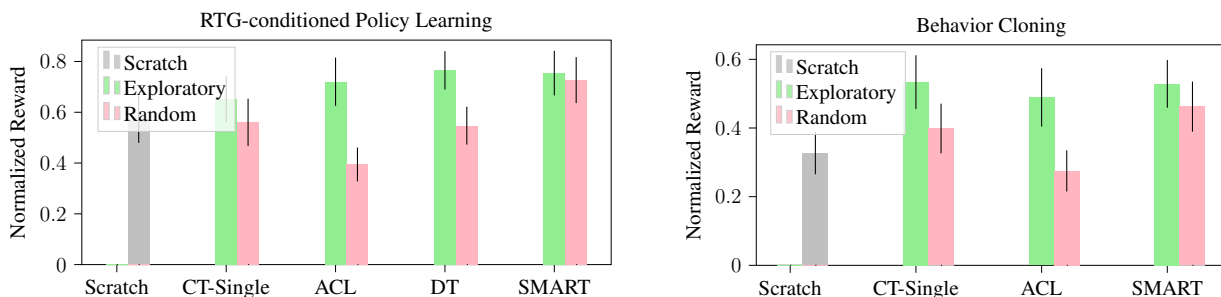 RTG-conditioned Policy Learning
Normalized Reward
0.8
0.6
0.4
0.2
0
Scratch
Exploratory
Random
Scratch CT-Single ACL DT SMART
Behavior Cloning
Normalized Reward
0.6
0.4
0.2
0
Scratch
Exploratory
Random
Scratch CT-Single ACL SMART